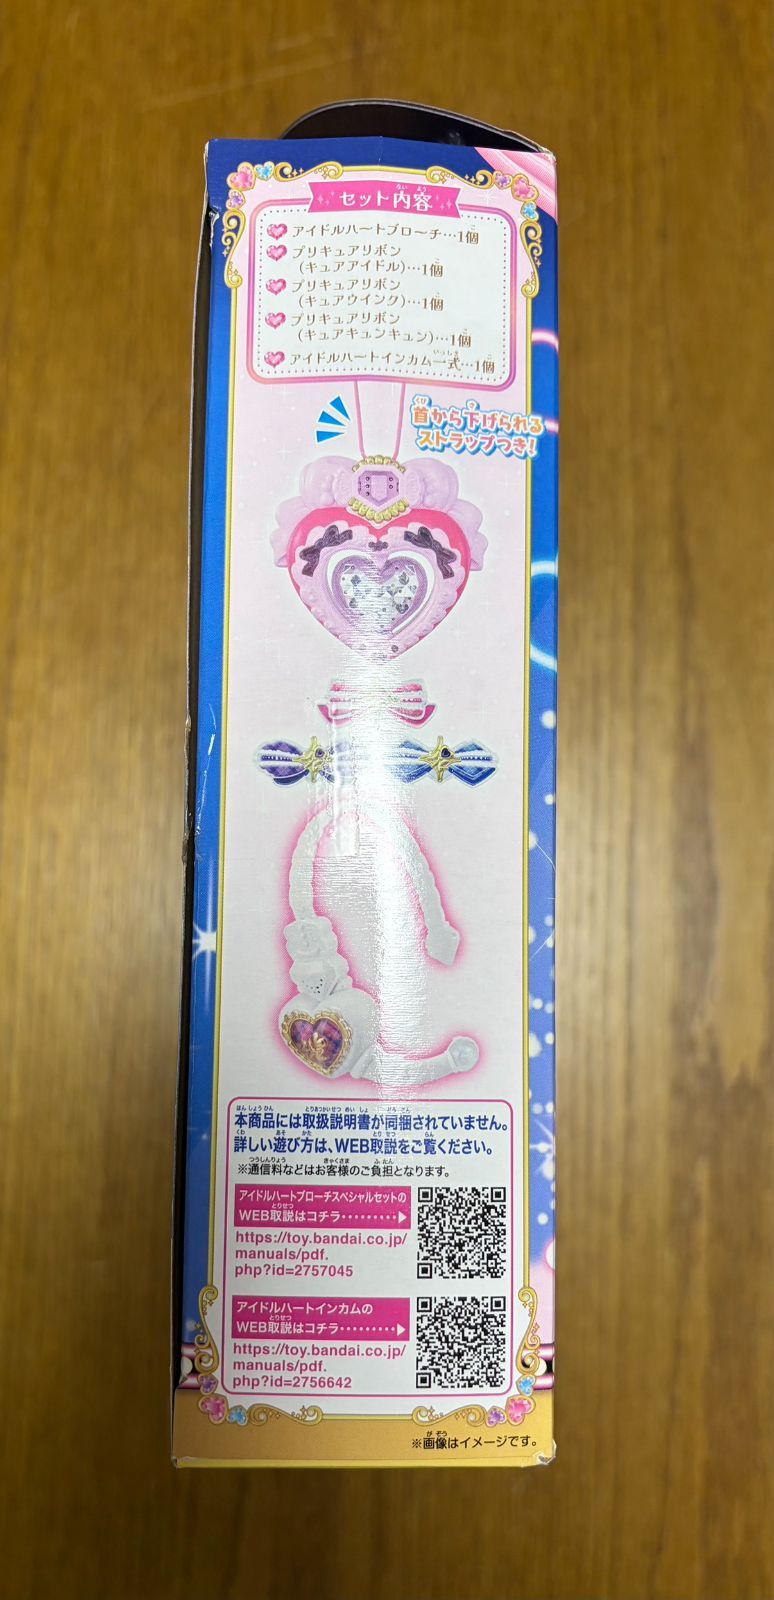 セット内容
アイドルハートブローチ…1個
プリキュアリボン
(キュアアイドル)…1個
プリキュアリボン
(キュアウインク)…1個
プリキュアリボン
(キュアキュンキュン)…1個
アイドルハートインカム一式…1個
首から下げられる
ストラップつき!
本商品には取扱説明書が同梱されていません。
詳しい遊び方は、WEB取説をご覧ください。
※通信料などはお客様のご負担となります。
アイドルハートブローチスペシャルセットの
WEB取説はコチラ………▶
https://toy.bandai.co.jp/
manuals/pdf.
php?id=2757045
アイドルハートインカムの
WEB取説はコチラ………▶
https://toy.bandai.co.jp/
manuals/pdf.
php?id=2756642
※画像はイメージです。